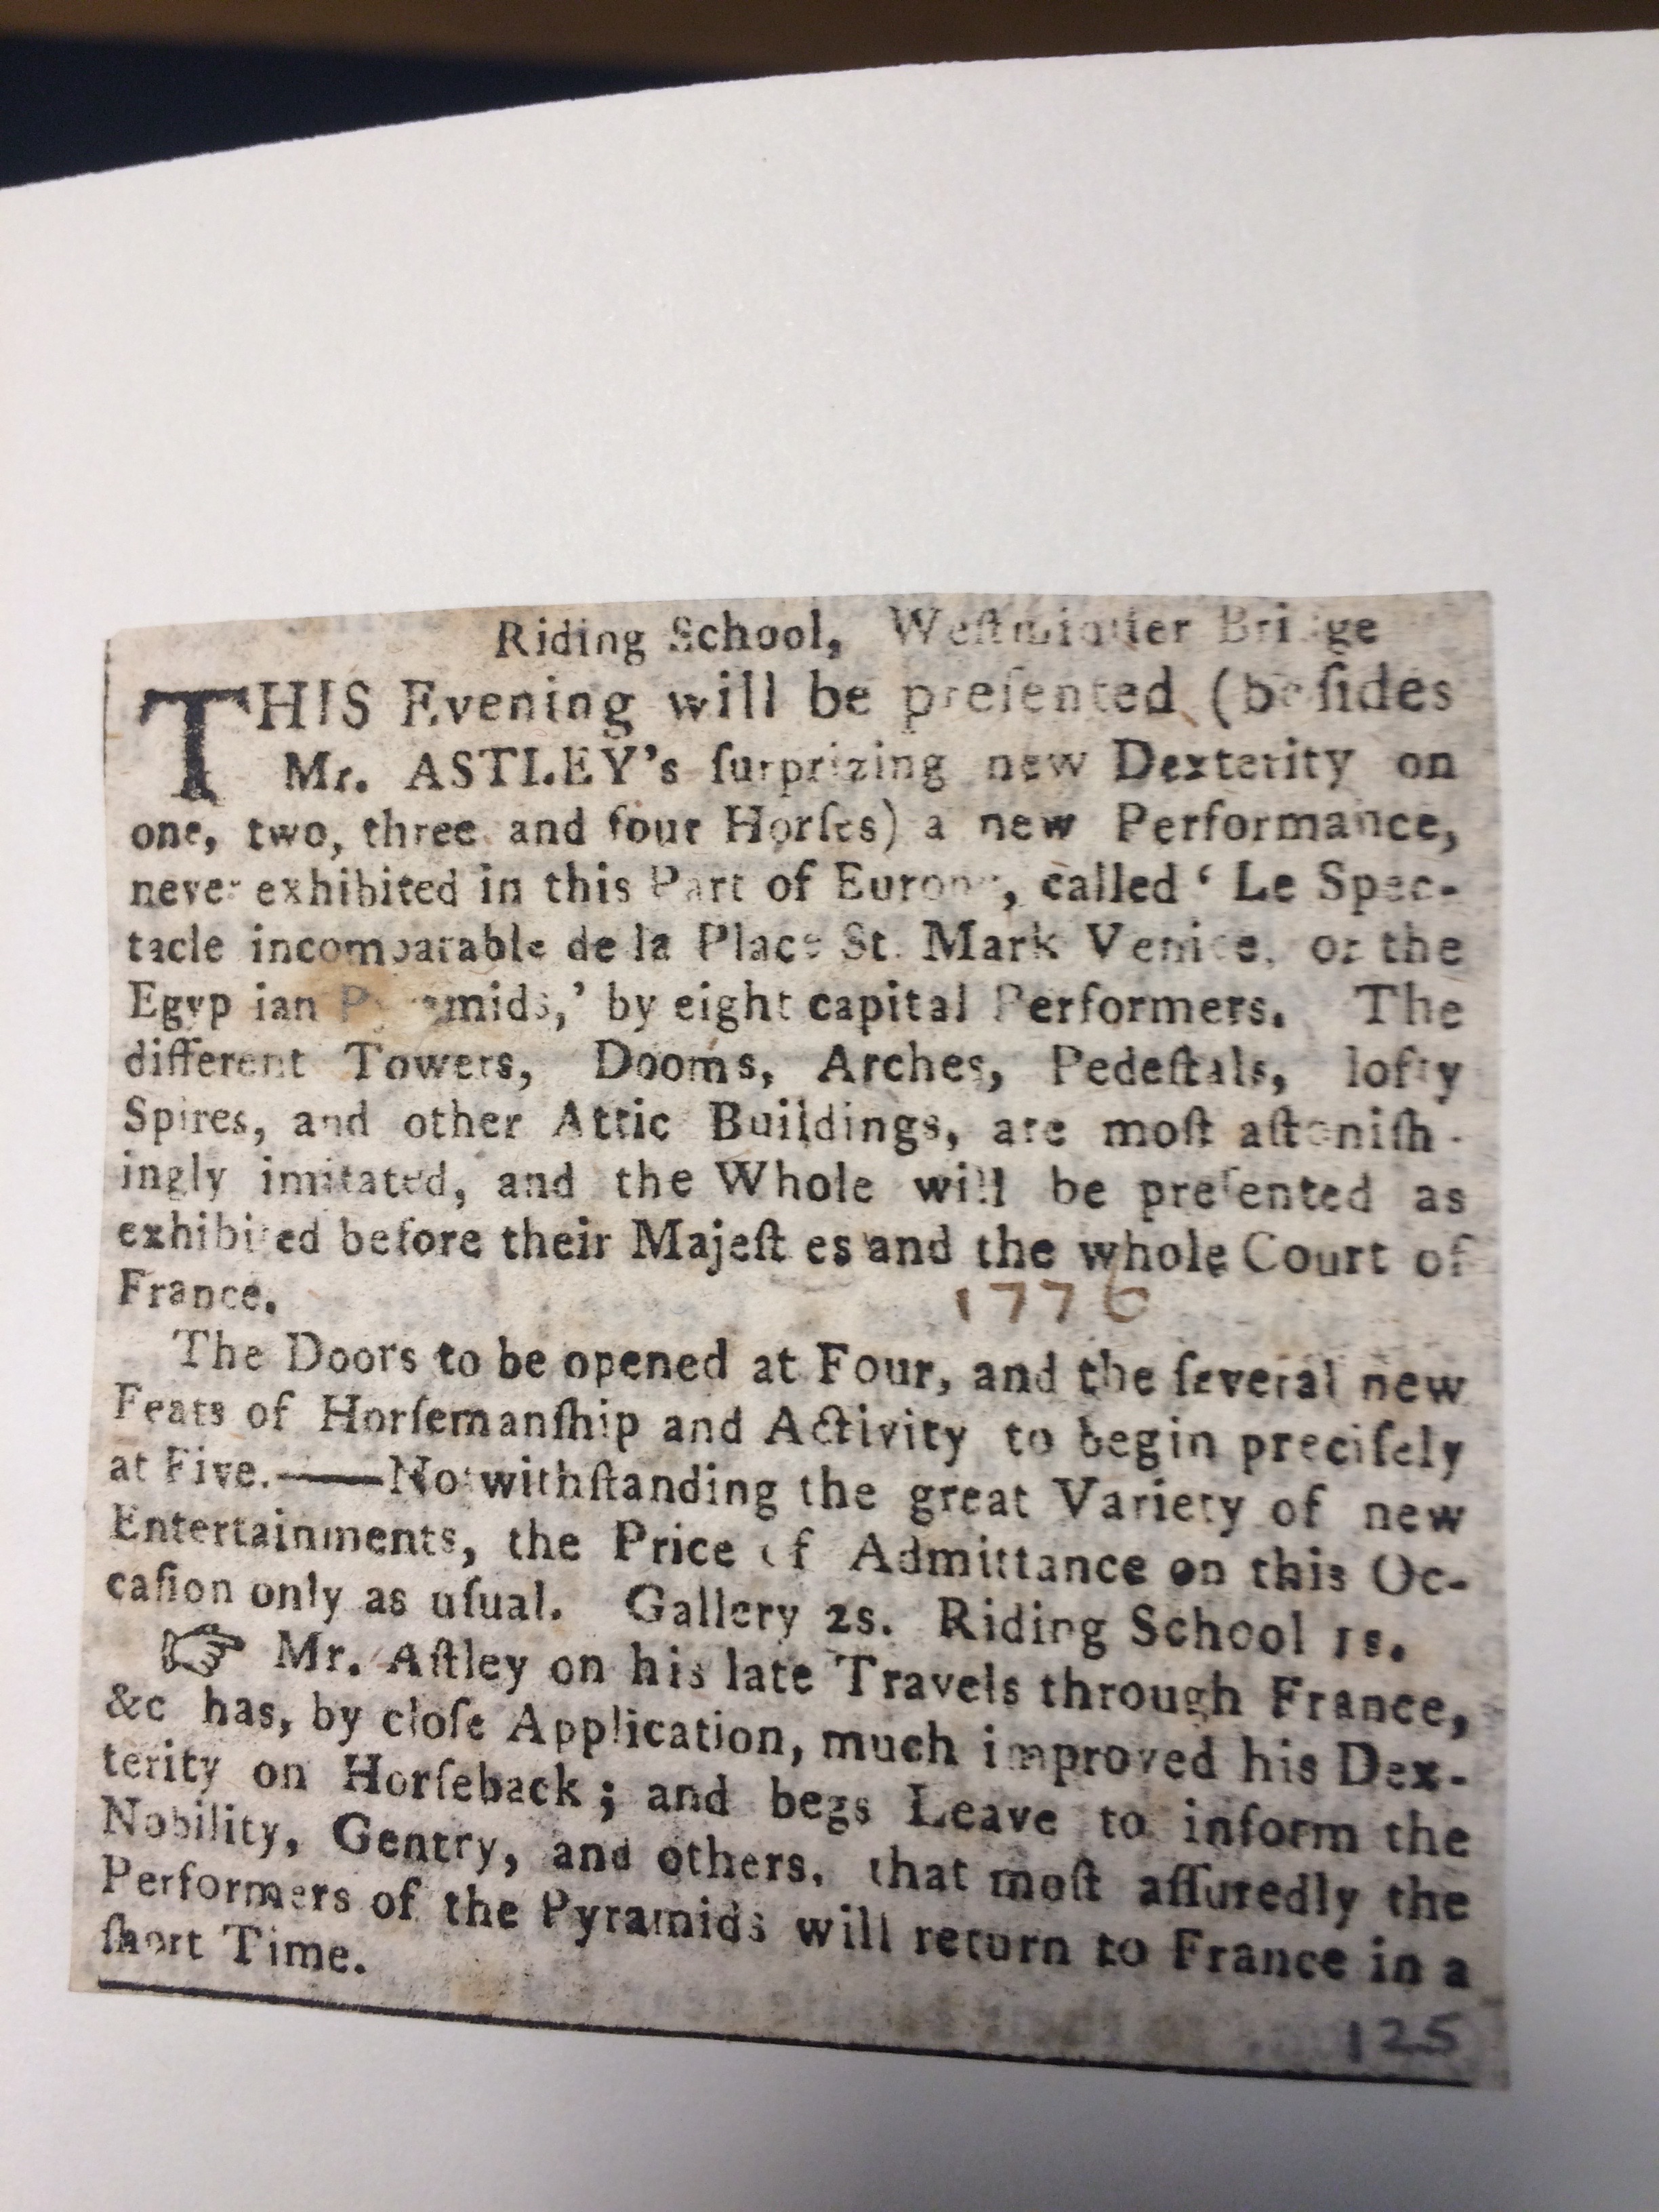 Riding School, Weſtminſter Bridge
THIS Evening will be preſented (beſides
Mr. ASTLEY's ſurprizing new Dexterity on
one, two, three and four Horſes) a new Performance,
never exhibited in this Part of Europe, called ‘ Le Spec-
tacle incomparable de la Place St. Mark Venice, or the
Egyp ian Pyramids,’ by eight capital Performers. The
different Towers, Dooms, Arches, Pedeſtals, lofty
Spires, and other Attic Buildings, are moſt aſtoniſh-
ingly imitated, and the Whole will be preſented as
exhibited before their Majeſt es and the whole Court of
France.
1776
The Doors to be opened at Four, and the ſeveral new
Feats of Horſemanſhip and Activity to begin preciſely
at Five.——Notwithſtanding the great Variety of new
Entertainments, the Price of Admittance on this Oc-
caſion only as uſual. Gallery 2s. Riding School 1s.
☞ Mr. Aſtley on his late Travels through France,
&c has, by cloſe Application, much improved his Dex-
terity on Horſeback ; and begs Leave to inform the
Nobility, Gentry, and others, that moſt aſſuredly the
Performers of the Pyramids will return to France in a
ſhort Time.
125